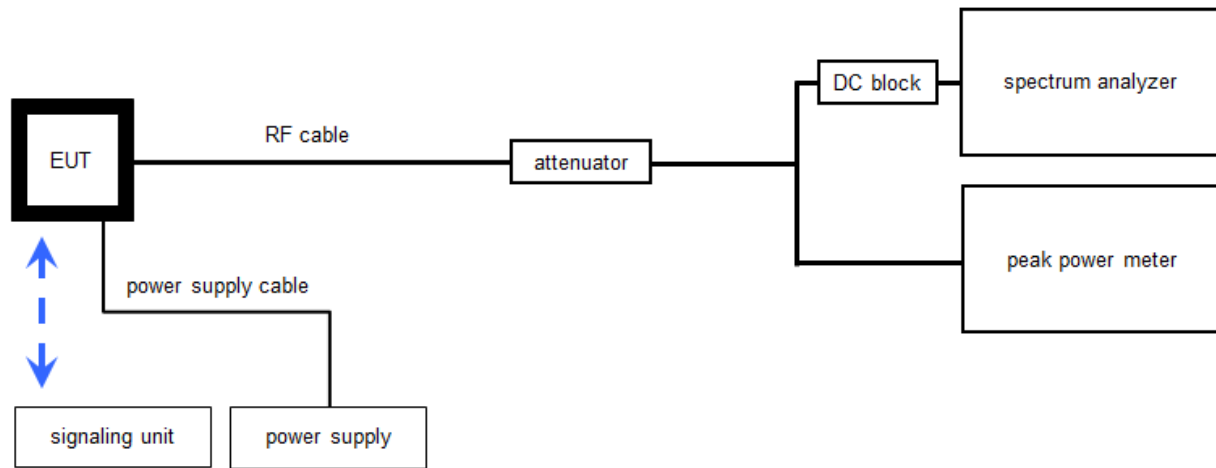 spectrum analyzer
DC block
EUT
RF cable
attenuator
peak power meter
power supply cable
signaling unit
power supply